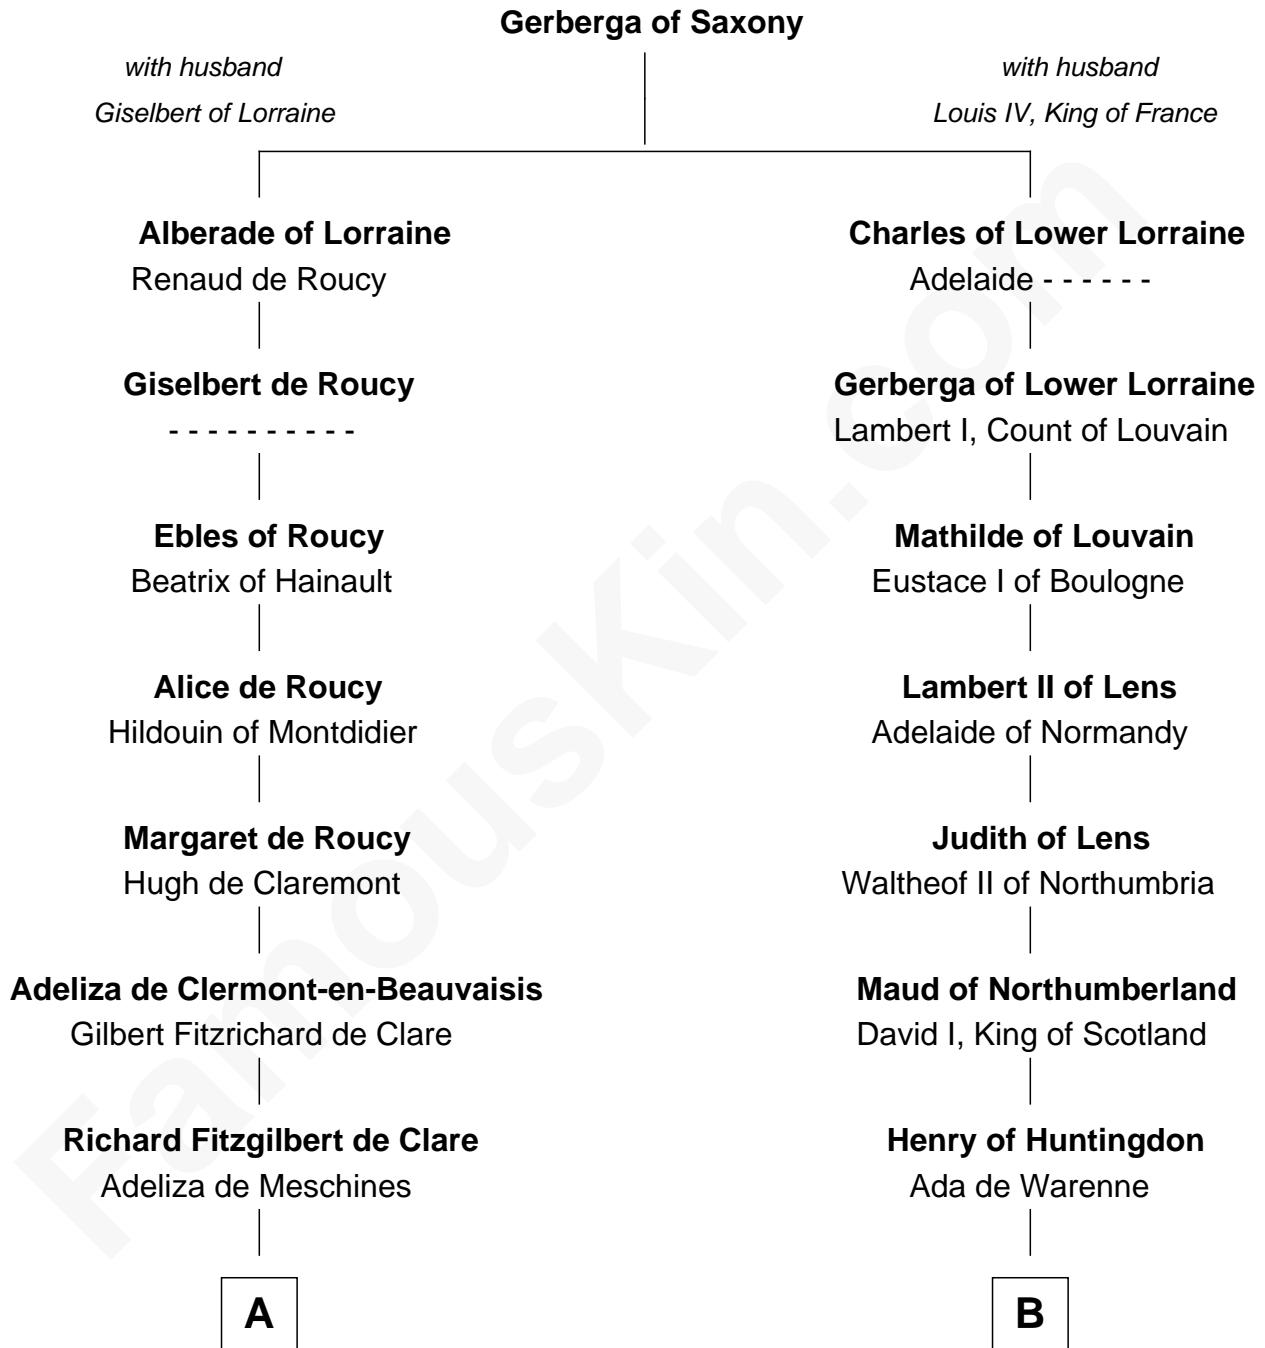 Gerberga of Saxony
with husband
Giselbert of Lorraine
with husband
Louis IV, King of France
Alberade of Lorraine
Renaud de Roucy
Charles of Lower Lorraine
Adelaide - - - - - -
Giselbert de Roucy
- - - - - - - - - -
Gerberga of Lower Lorraine
Lambert I, Count of Louvain
Ebles of Roucy
Beatrix of Hainault
Mathilde of Louvain
Eustace I of Boulogne
Alice de Roucy
Hildouin of Montdidier
Lambert II of Lens
Adelaide of Normandy
Margaret de Roucy
Hugh de Claremont
Judith of Lens
Waltheof II of Northumbria
Adeliza de Clermont-en-Beauvaisis
Gilbert Fitzrichard de Clare
Maud of Northumberland
David I, King of Scotland
Richard Fitzgilbert de Clare
Adeliza de Meschines
Henry of Huntingdon
Ada de Warenne
A
B
FamousKin.com